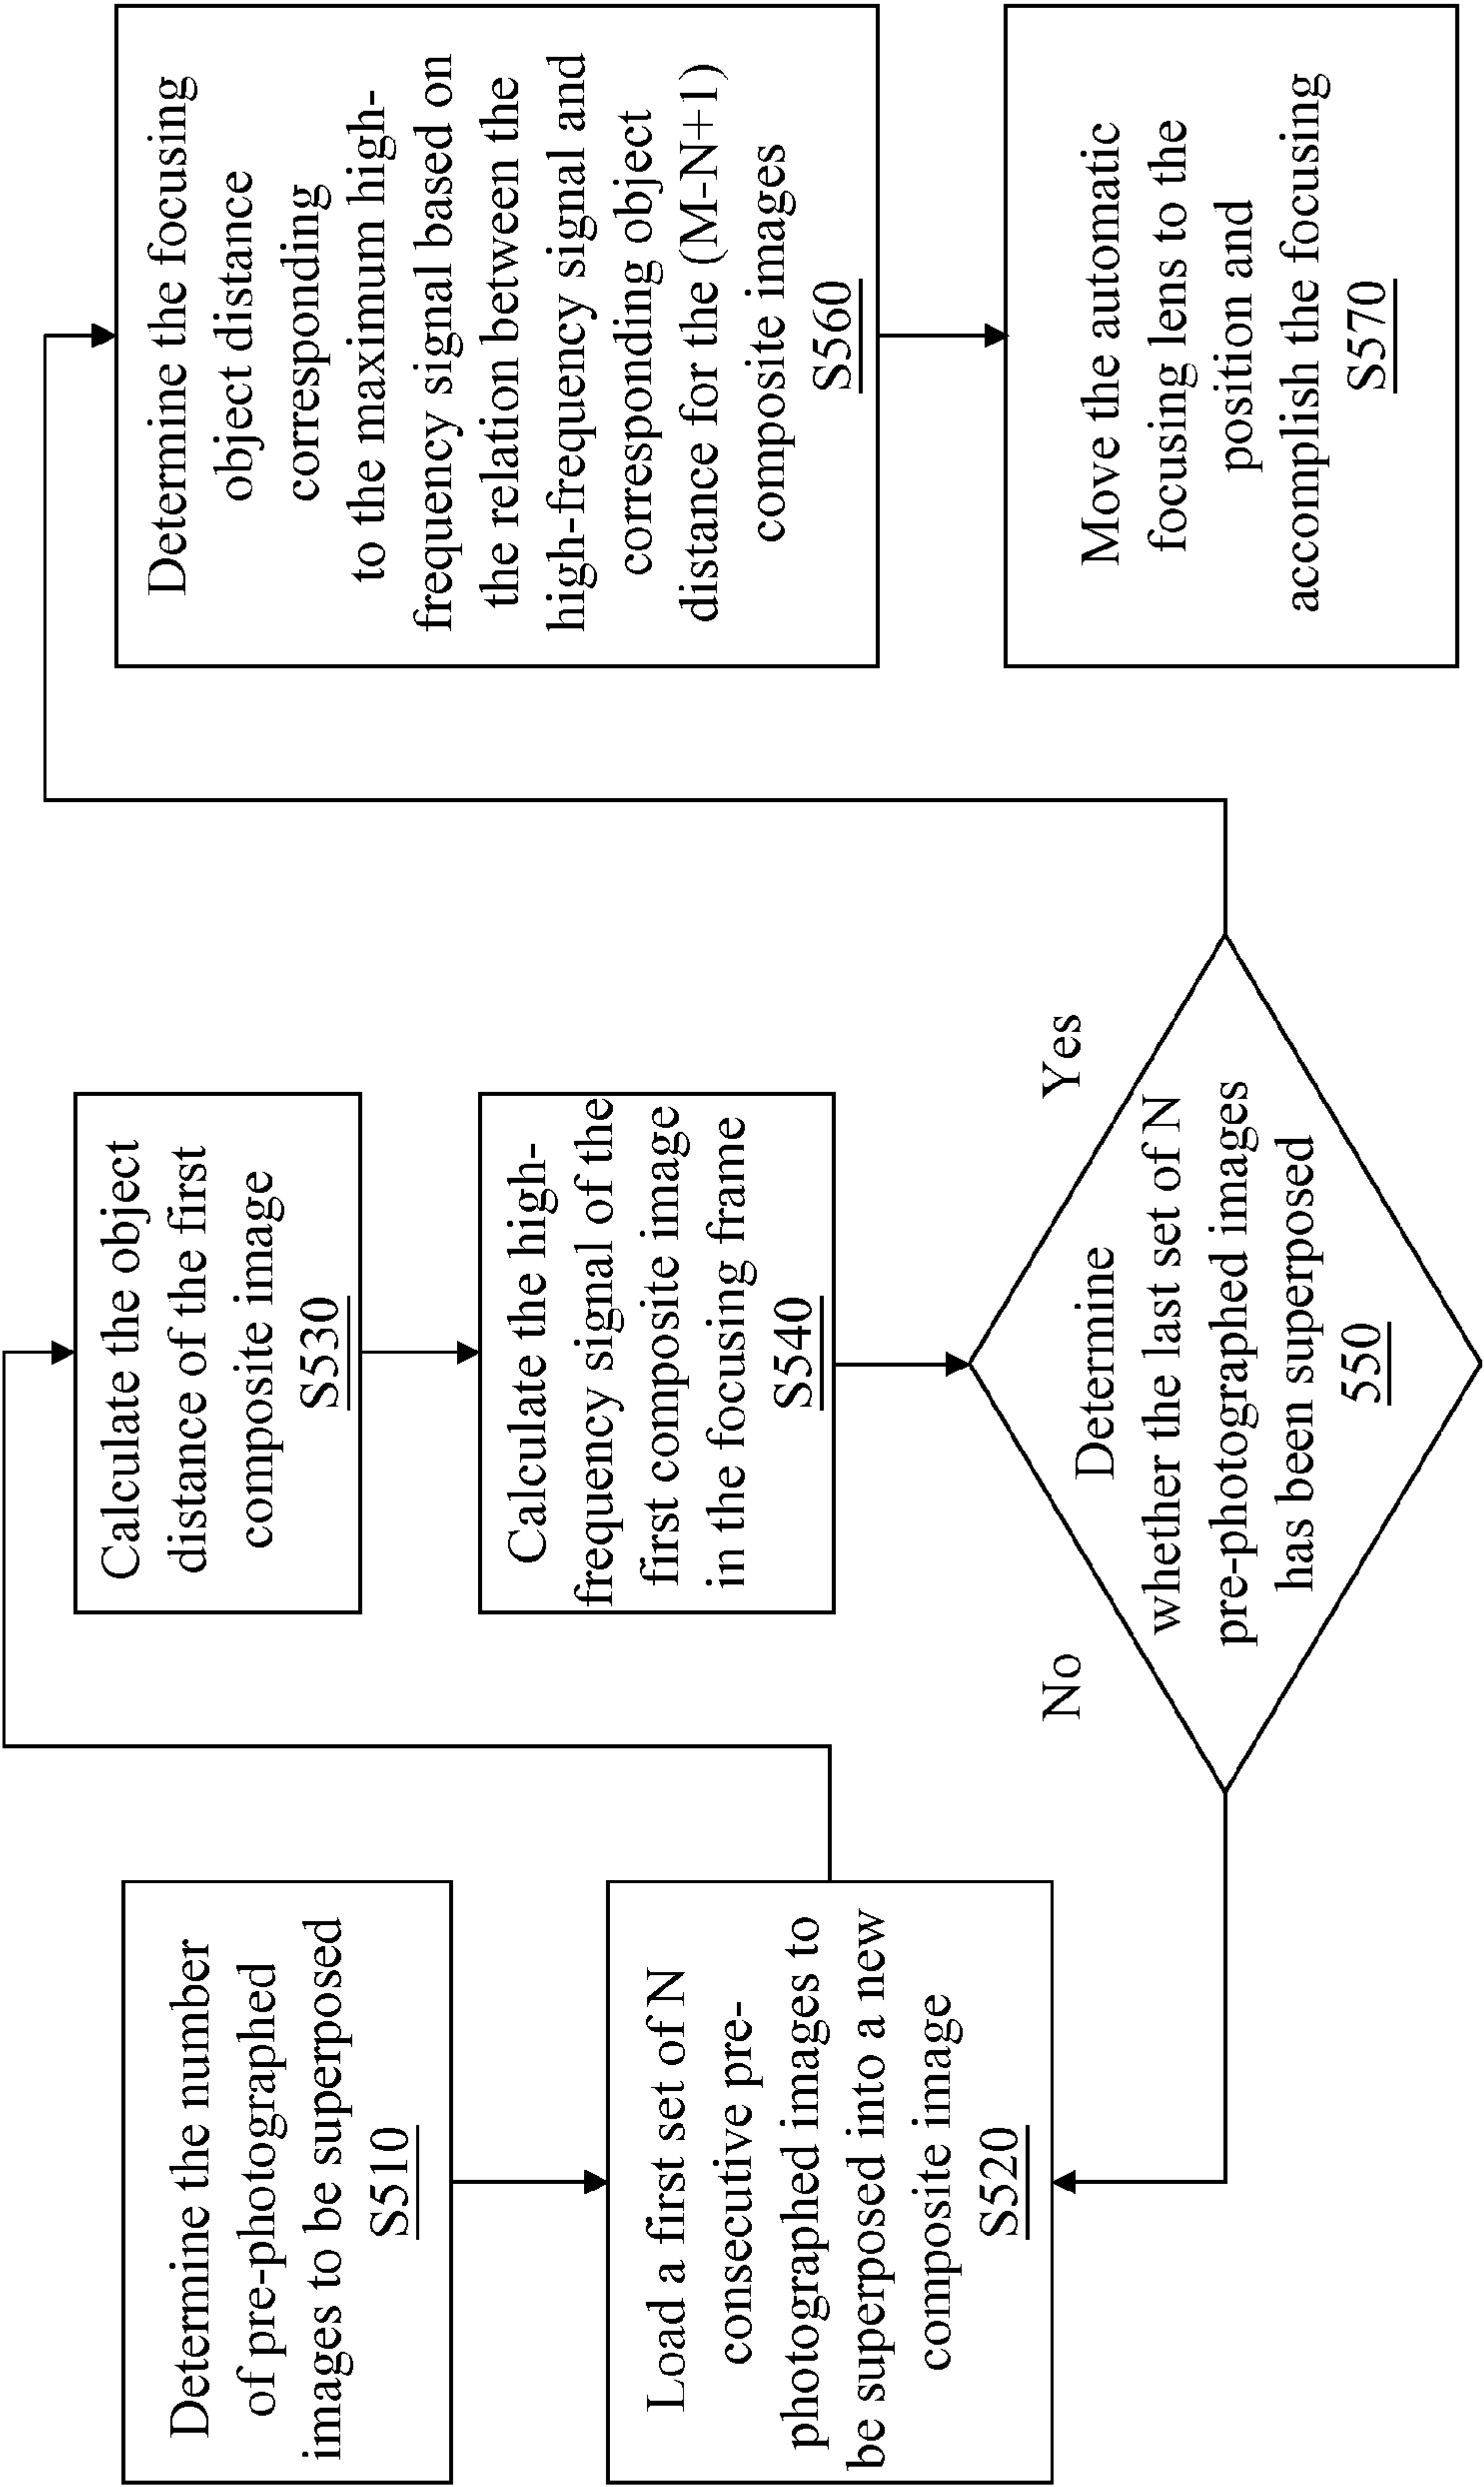 Determine the number
of pre-photographed
images to be superposed
S510
Load a first set of N
consecutive pre-
photographed images to
be superposed into a new
composite image
S520
Calculate the object
distance of the first
composite image
S530
Calculate the high-
frequency signal of the
first composite image
in the focusing frame
S540
No
Yes
Determine
whether the last set of N
pre-photographed images
has been superposed
550
Determine the focusing
object distance
corresponding
to the maximum high-
frequency signal based on
the relation between the
high-frequency signal and
corresponding object
distance for the (M-N+1)
composite images
S560
Move the automatic
focusing lens to the
position and
accomplish the focusing
S570